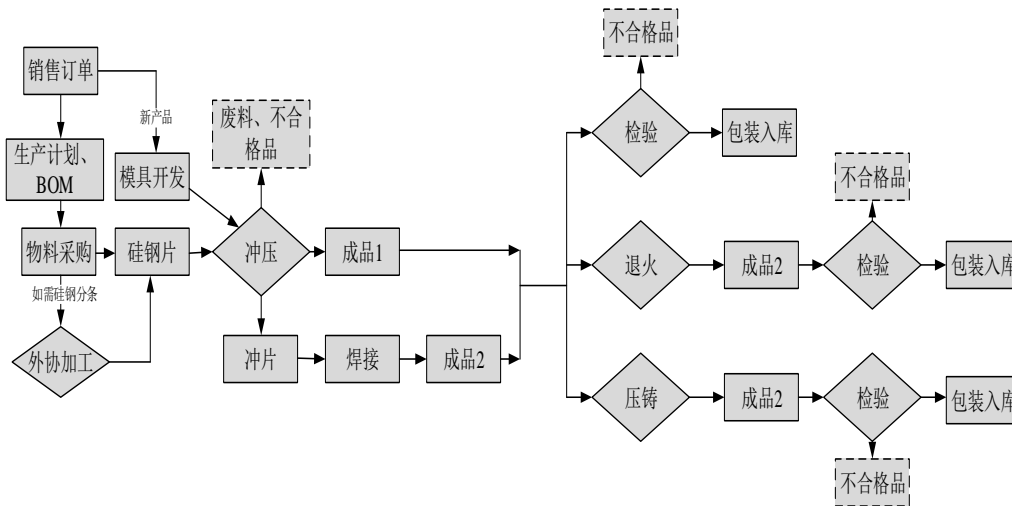 不合格品
销售订单
新产品
废料、不合
格品
检验
包装入库
生产计划、
BOM
模具开发
不合格品
物料采购
硅钢片
冲压
成品1
退火
成品2
检验
包装入库
如需硅钢分条
外协加工
冲片
焊接
成品2
压铸
成品2
检验
包装入库
不合格品